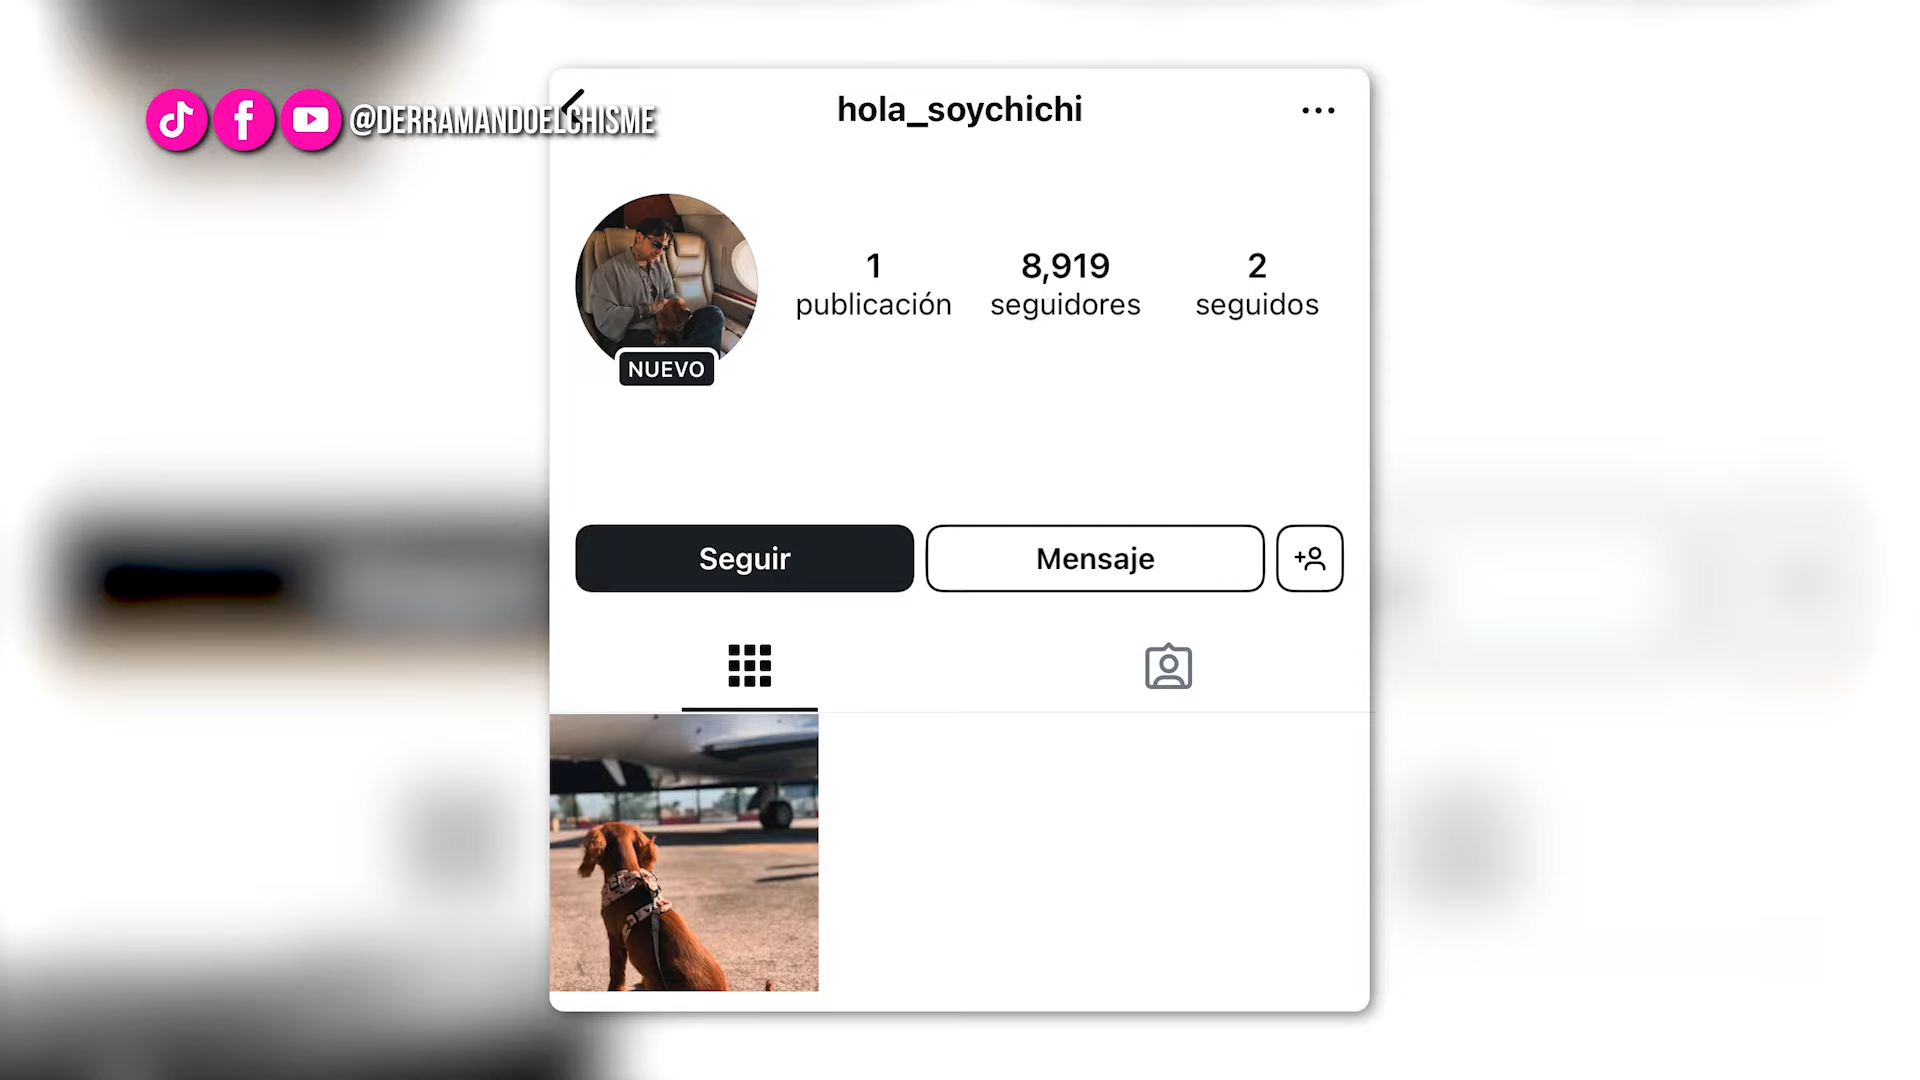 @DERRAMANDOELCHISME
hola_soychichi
1
publicación
8,919
seguidores
2
seguidos
NUEVO
Seguir
Mensaje